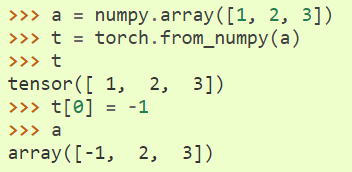 >>> a = numpy.array([1, 2, 3])
>>> t = torch.from_numpy(a)
>>> t
tensor([ 1,  2,  3])
>>> t[0] = -1
>>> a
array([-1,  2,  3])